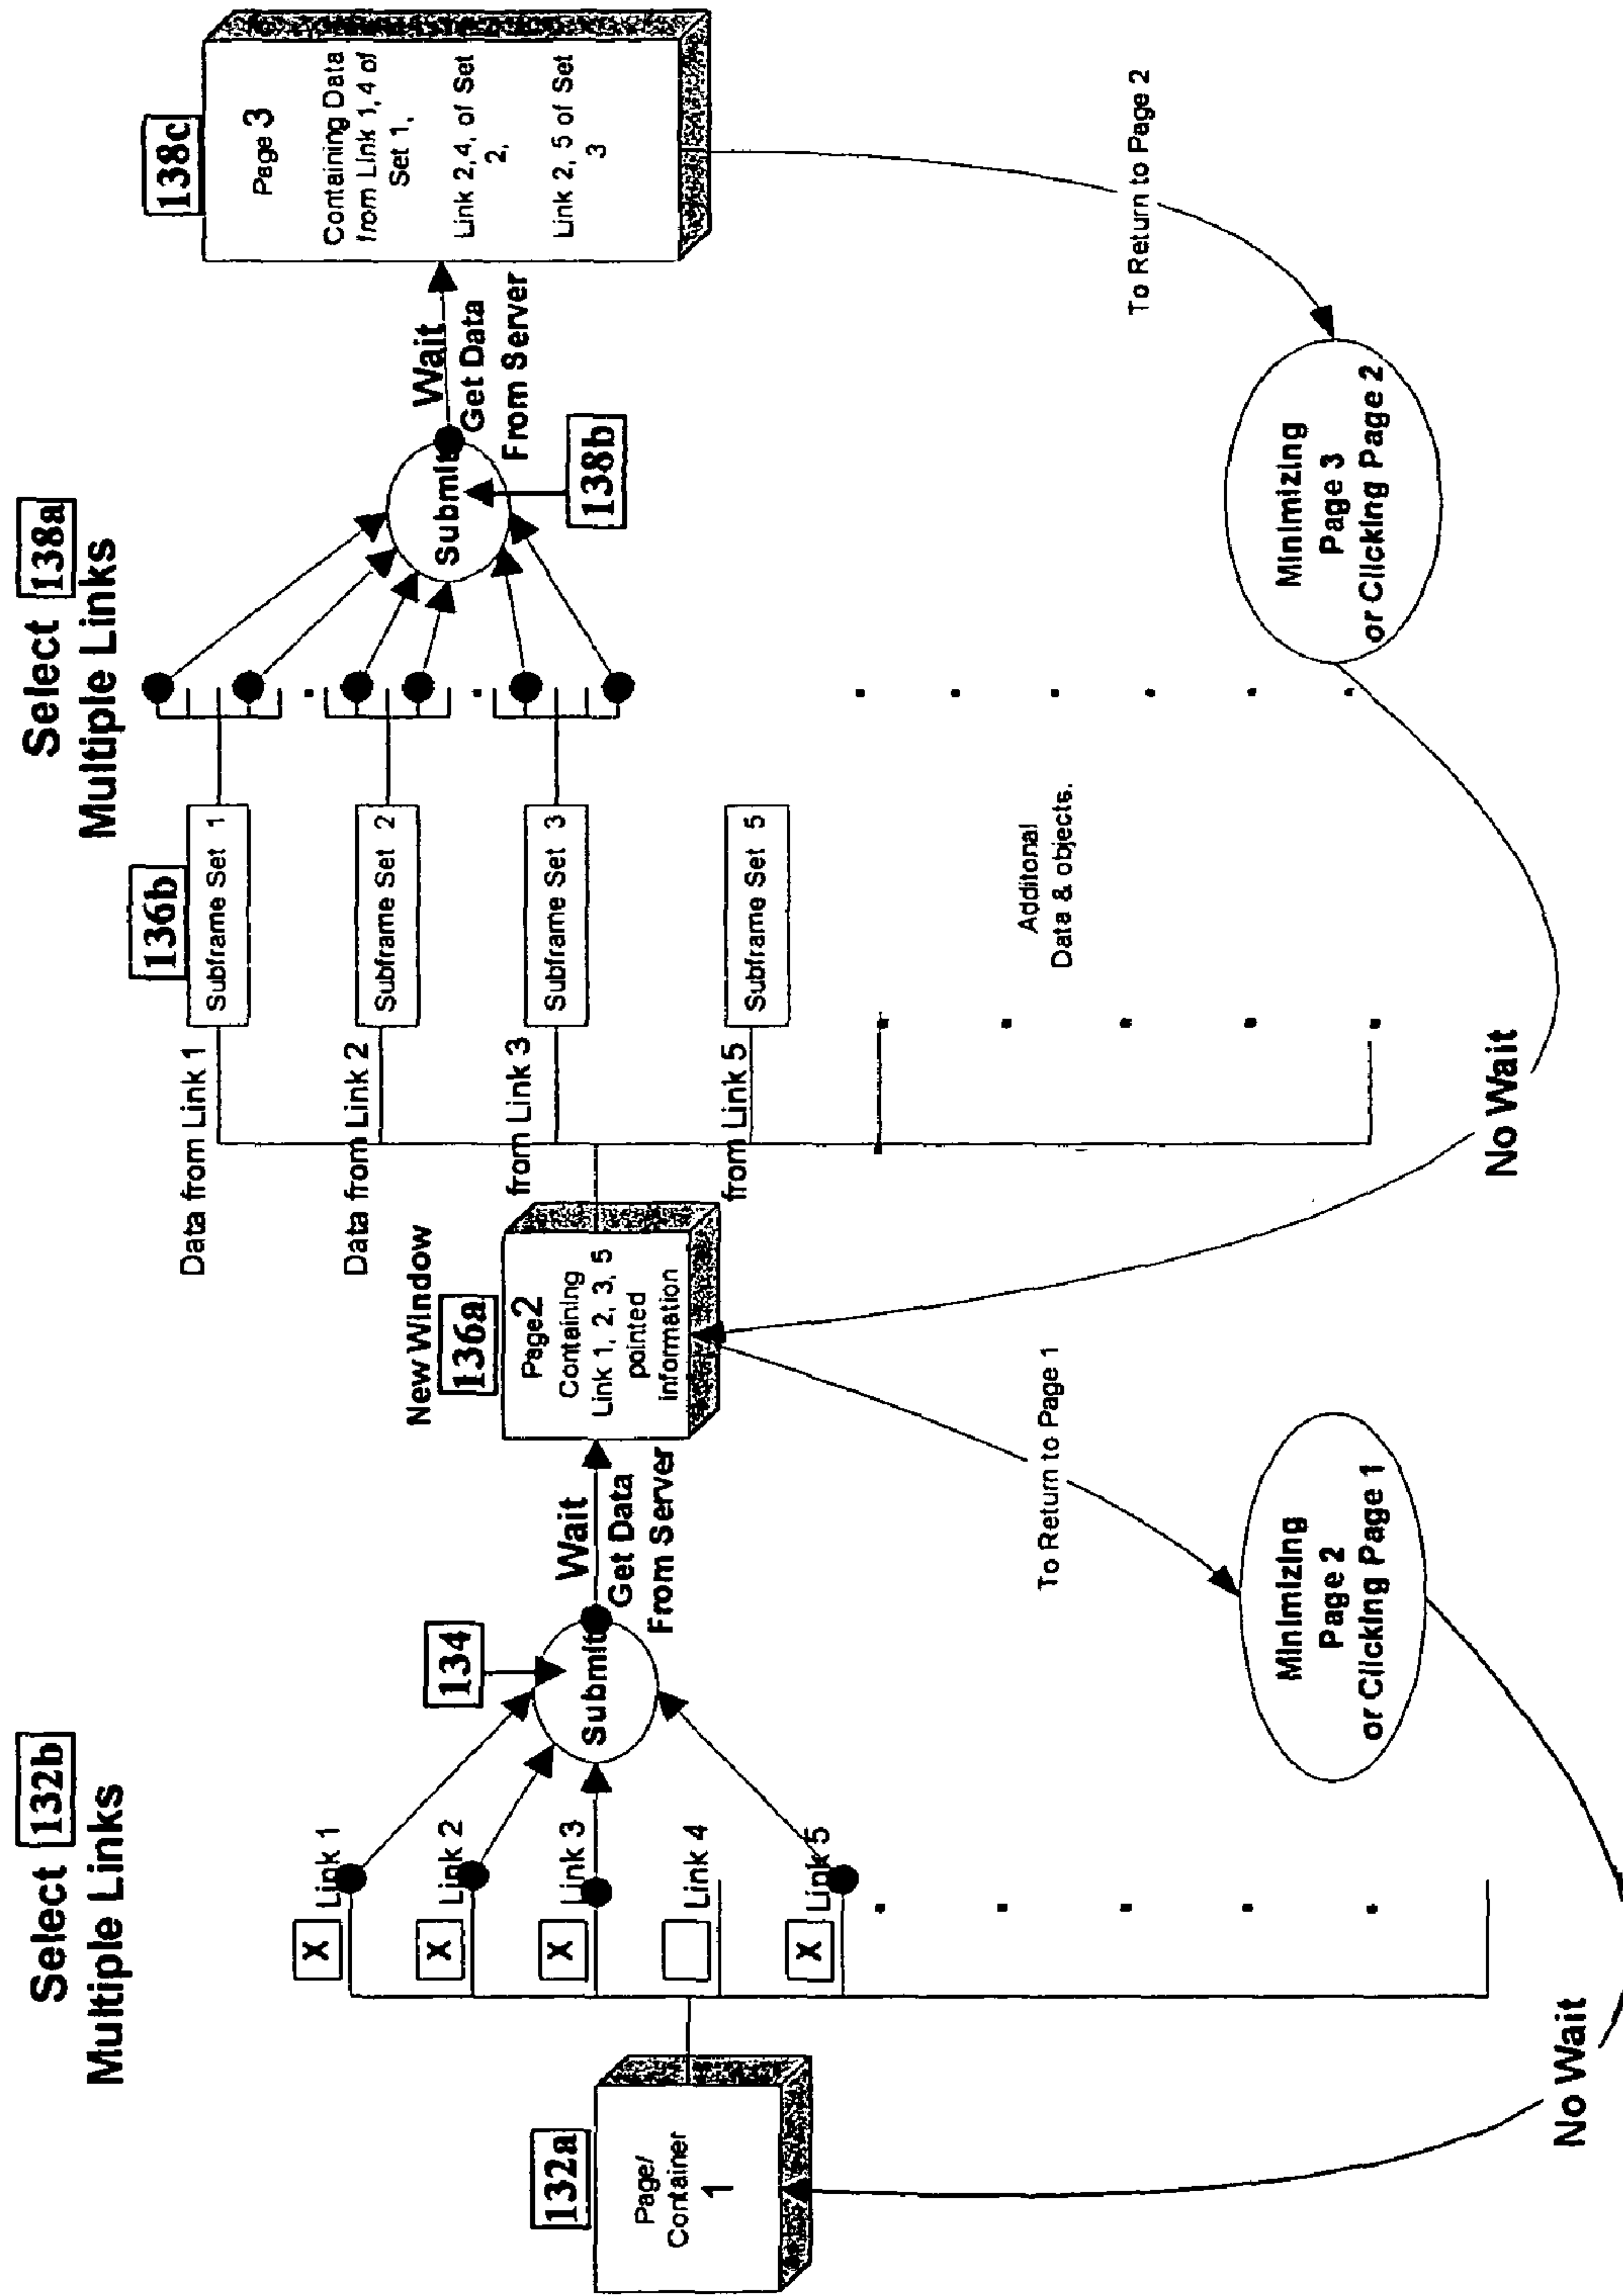 Select 132b
Multiple Links
132a
Page/
Container
1
X
Link 1
X
Link 2
X
Link 3
Link 4
X
Link 5
134
Submit
Wait
Get Data
From Server
New Window
136a
Page2
Containing
Link 1, 2, 3, 5
pointed
information
Data from Link 1
Data from Link 2
from Link 3
from Link 5
136b
Subframe Set 1
Subframe Set 2
Subframe Set 3
Subframe Set 5
Additonal
Data & objects.
Select 138a
Multiple Links
Submit
138b
Wait
Get Data
From Server
138c
Page 3
Containing Data
from Link 1, 4 of
Set 1,
Link 2,4, of Set
2,
Link 2, 5 of Set
3
To Return to Page 2
Minimizing
Page 3
or Clicking Page 2
No Wait
To Return to Page 1
Minimizing
Page 2
or Clicking Page 1
No Wait